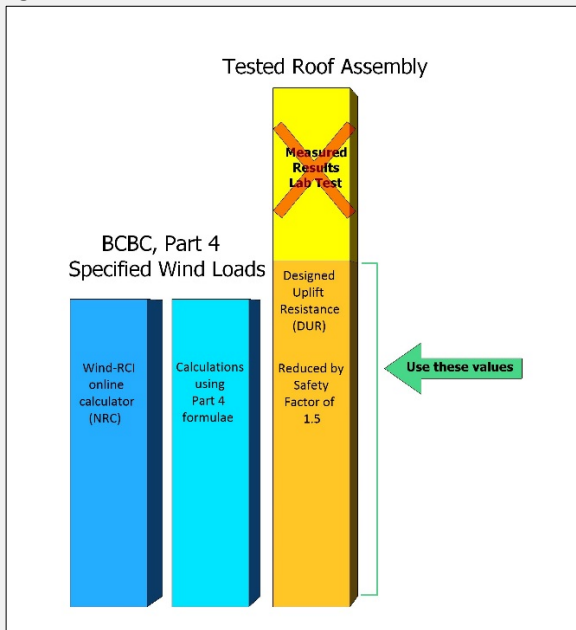 Tested Roof Assembly
Measured
Results
Lab Test
BCBC, Part 4
Specified Wind Loads
Wind-RCI
online
calculator
(NRC)
Calculations
using
Part 4
formulae
Designed
Uplift
Resistance
(DUR)
Reduced by
Safety
Factor of
1.5
Use these values